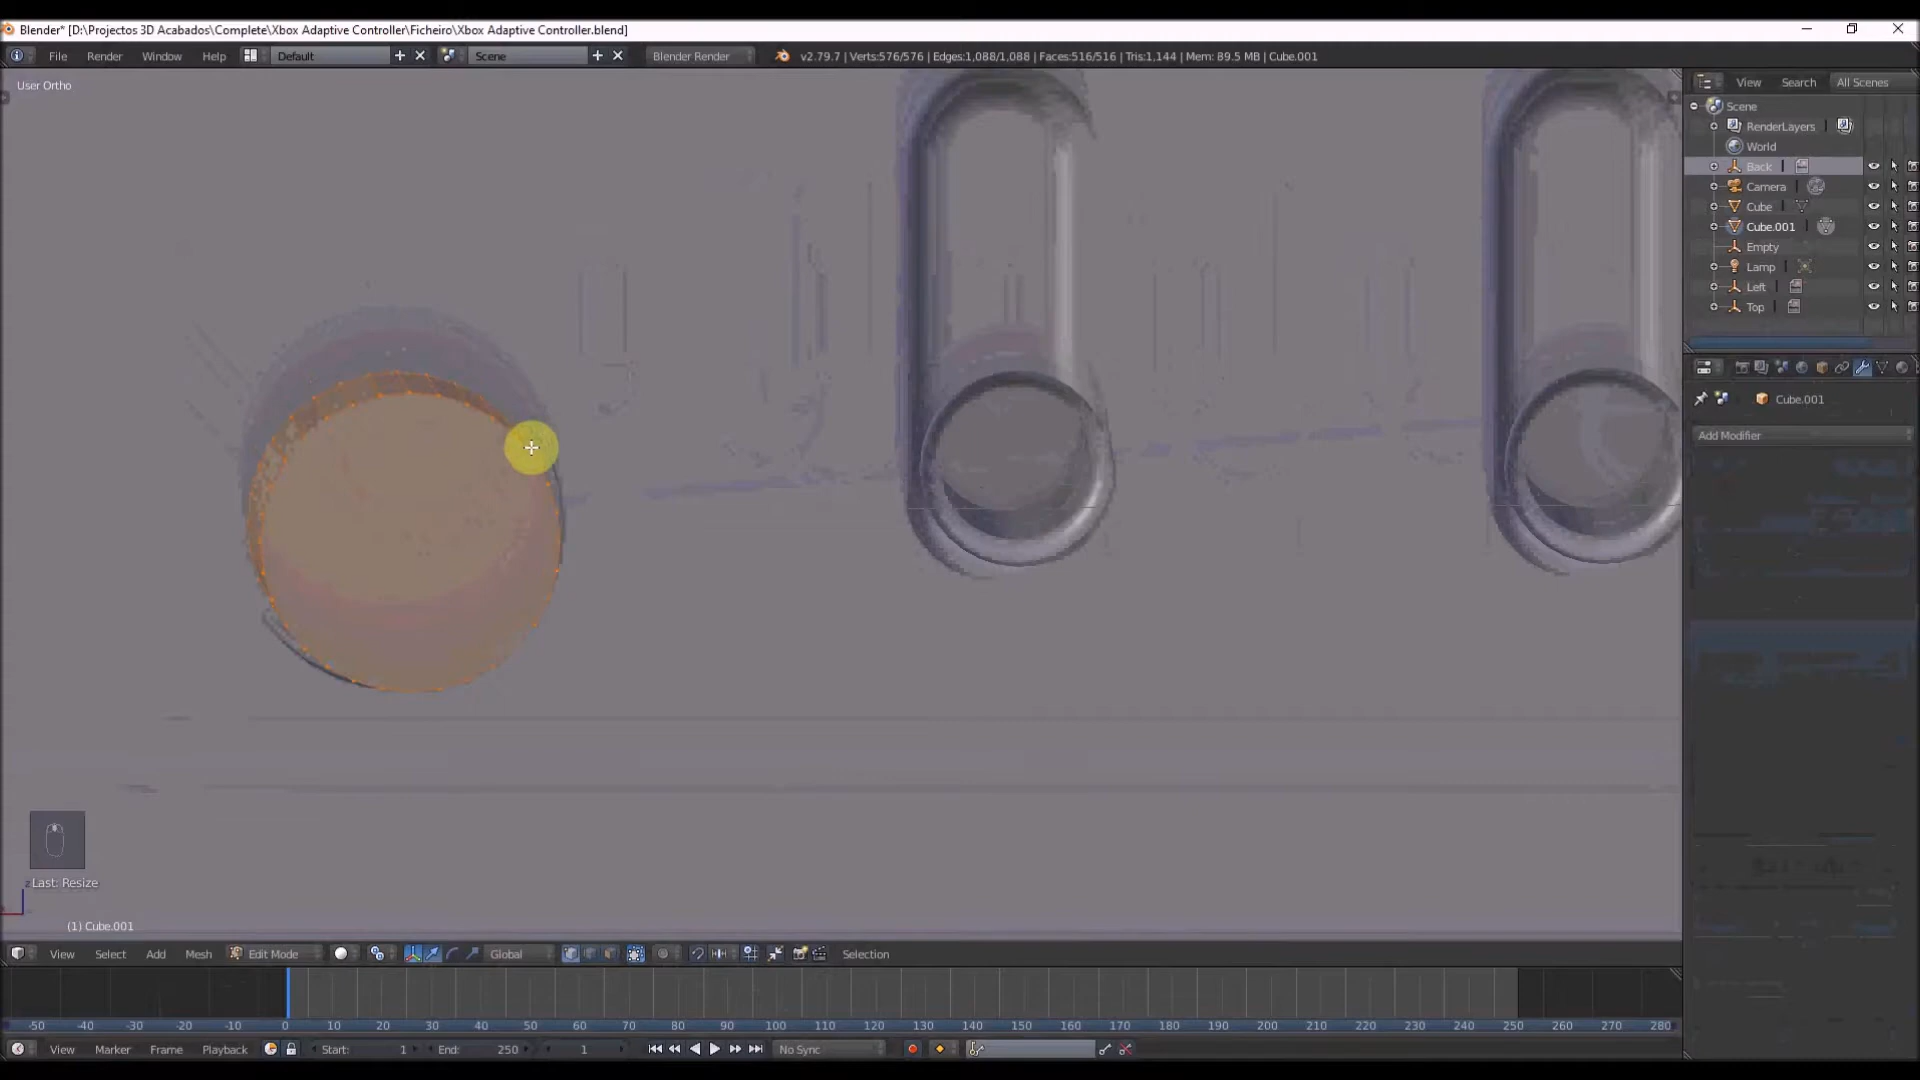 Blender* [D:\Projectos 3D Acabados\Complete\Xbox Adaptive Controller\Ficheiro\Xbox Adaptive Controller.blend]
File Render Window Help Default Scene Blender Render v2.79.7 | Verts:576/576 | Edges:1,088/1,088 | Faces:516/516 | Tris:1,144 | Mem: 89.5 MB | Cube.001
User Ortho
View Search All Scenes
Scene
RenderLayers
World
Back
Camera
Cube
Cube.001
Empty
Lamp
Left
Top
Cube.001
Add Modifier
Last: Resize
z
(1) Cube.001
View Select Add Mesh Edit Mode Global Selection
-50 -40 -30 -20 -10 0 10 20 30 40 50 60 70 80 90 100 110 120 130 140 150 160 170 180 190 200 210 220 230 240 250 260 270 280
View Marker Frame Playback Start: 1 End: 250 1 No Sync